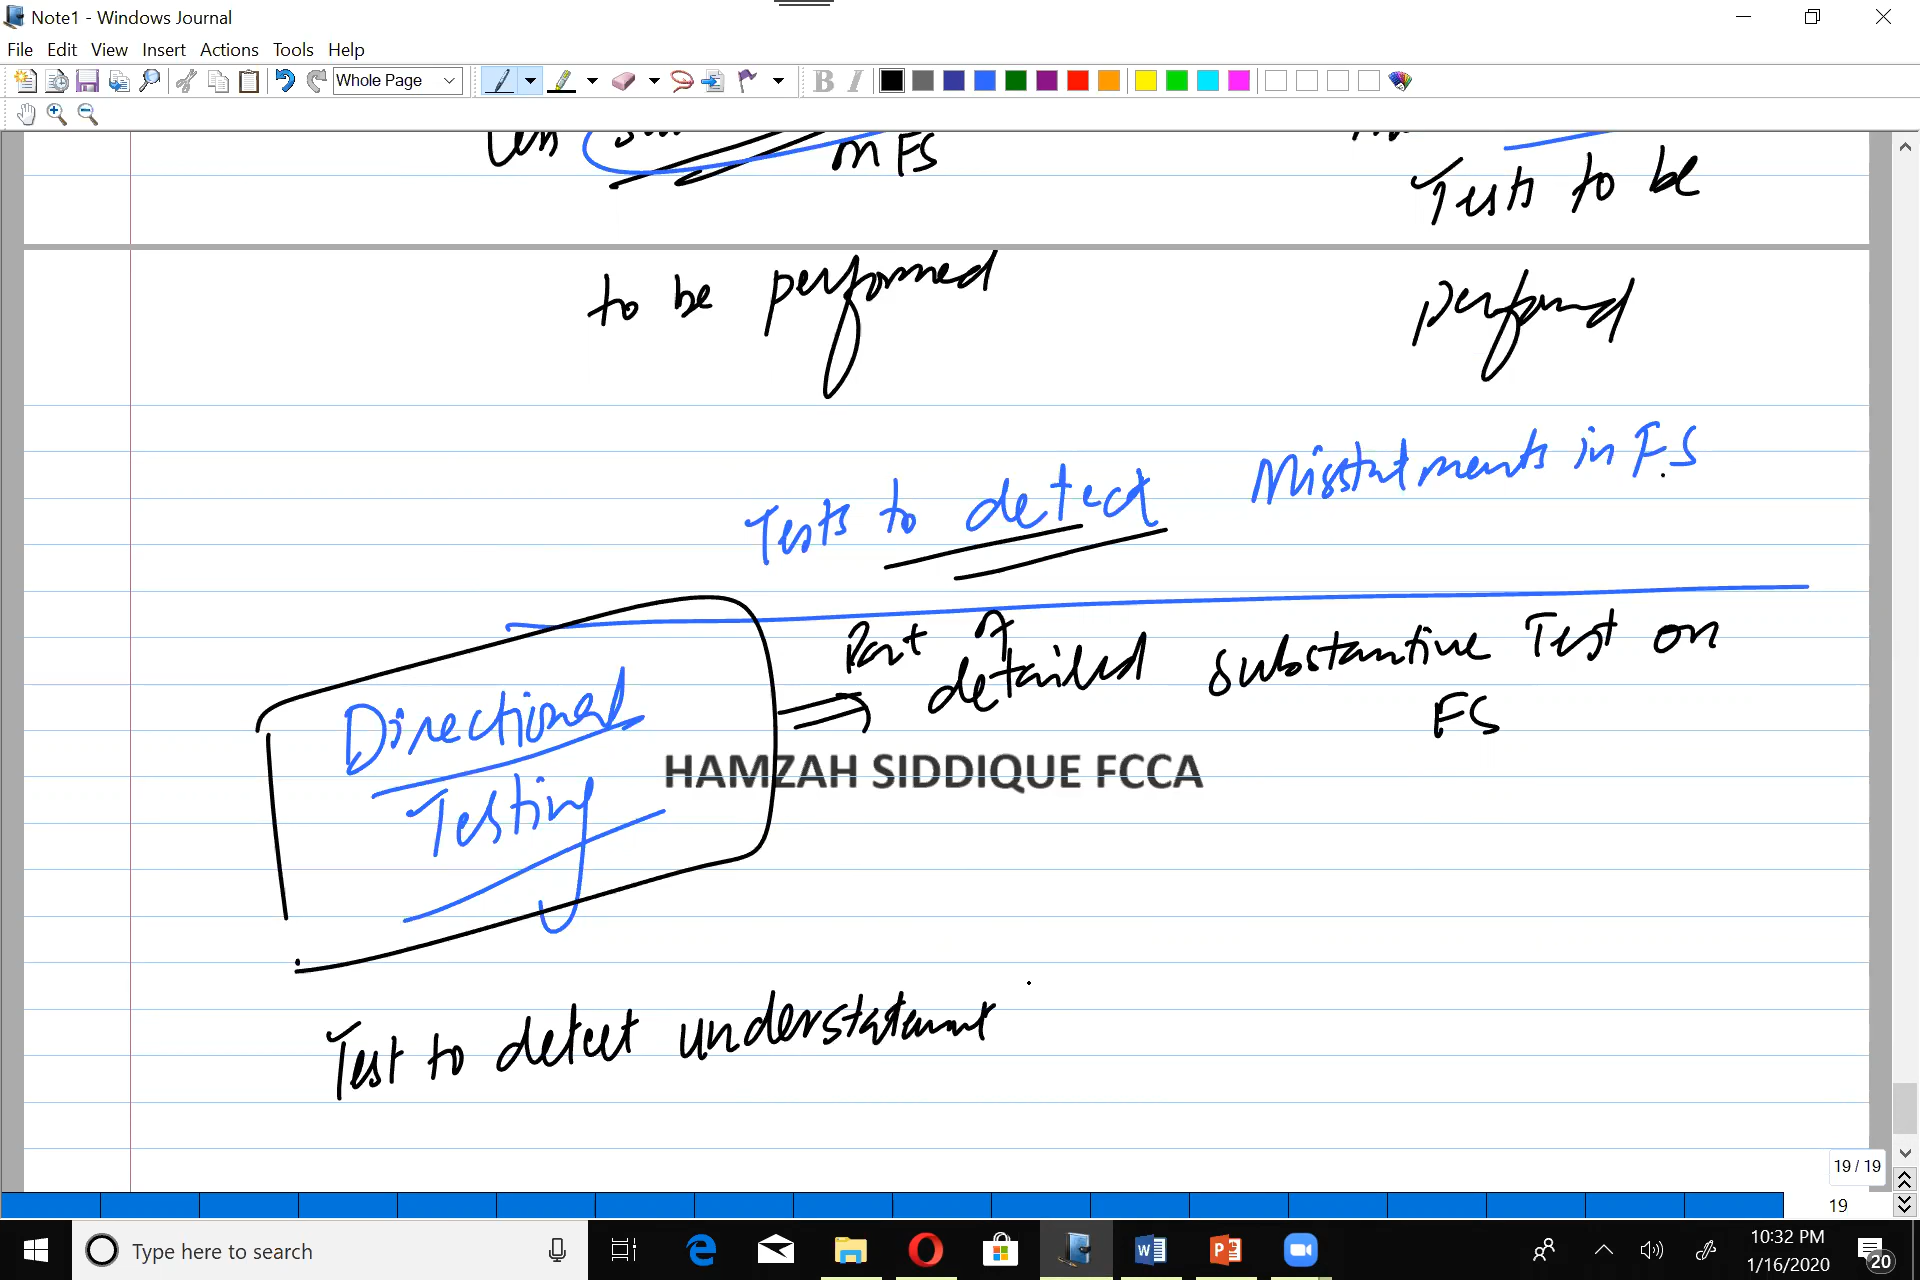 Note1 - Windows Journal
File Edit View Insert Actions Tools Help
Whole Page
B I
in FS
Tests to be
to be performed
perfomd
Tests to detect Misstatments in F.S
Part of
detailed substantive Test on
FS
Directional
Testing
HAMZAH SIDDIQUE FCCA
Test to detect understatement
19 / 19
19
Type here to search
10:32 PM
1/16/2020
20